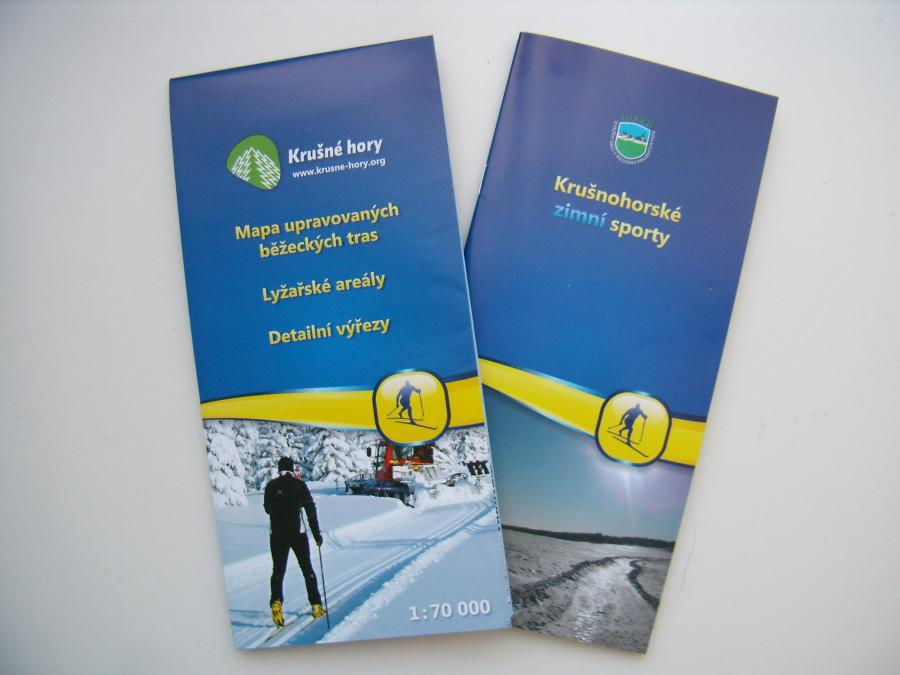 Krušné hory
www.krusne-hory.org
Mapa upravovaných
běžeckých tras
Lyžařské areály
Detailní výřezy
1:70 000
Krušnohorské
zimní sporty